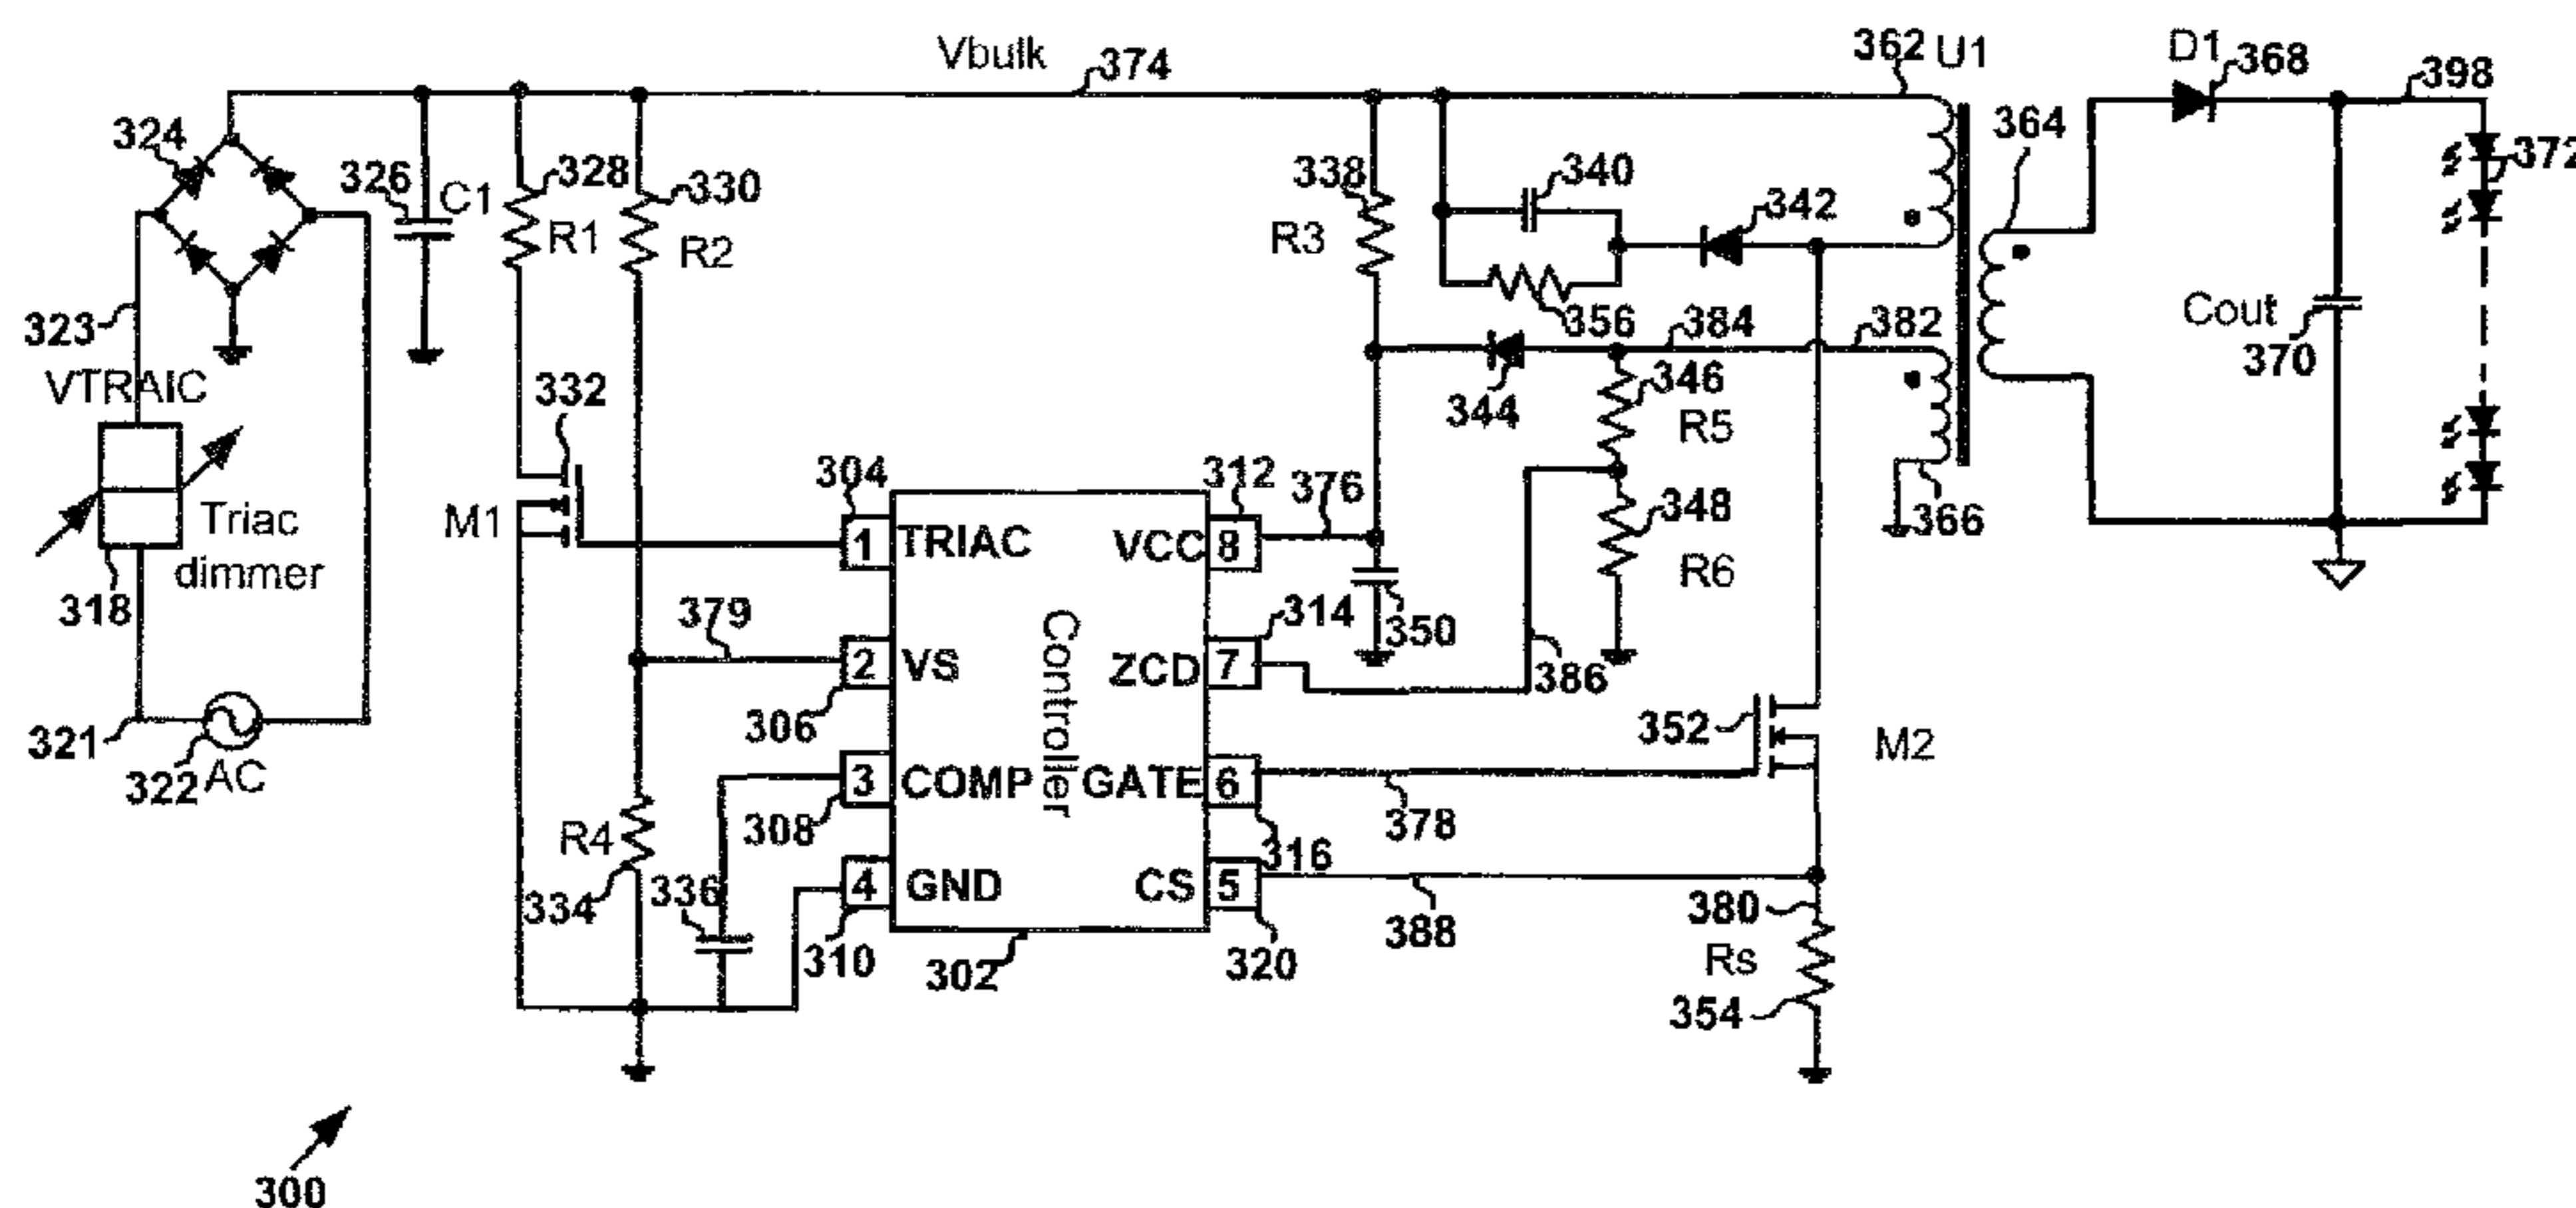 Vbulk 374 362 U1 D1 368 398
324 326 C1 328 330 338 340 342 364 372
R1 R2 R3 356 384 382 Cout 370
323 VTRAIC 332 344 346 R5
318 Triac dimmer M1 304 312 376 348 R6 366
1 TRIAC VCC 8
379 314 350
2 VS ZCD 7
Controller
321 322 AC 306 386 352 M2
3 COMP GATE 6
R4 308 316 378
334 336 4 GND CS 5 380
310 302 320 388 Rs
354
300